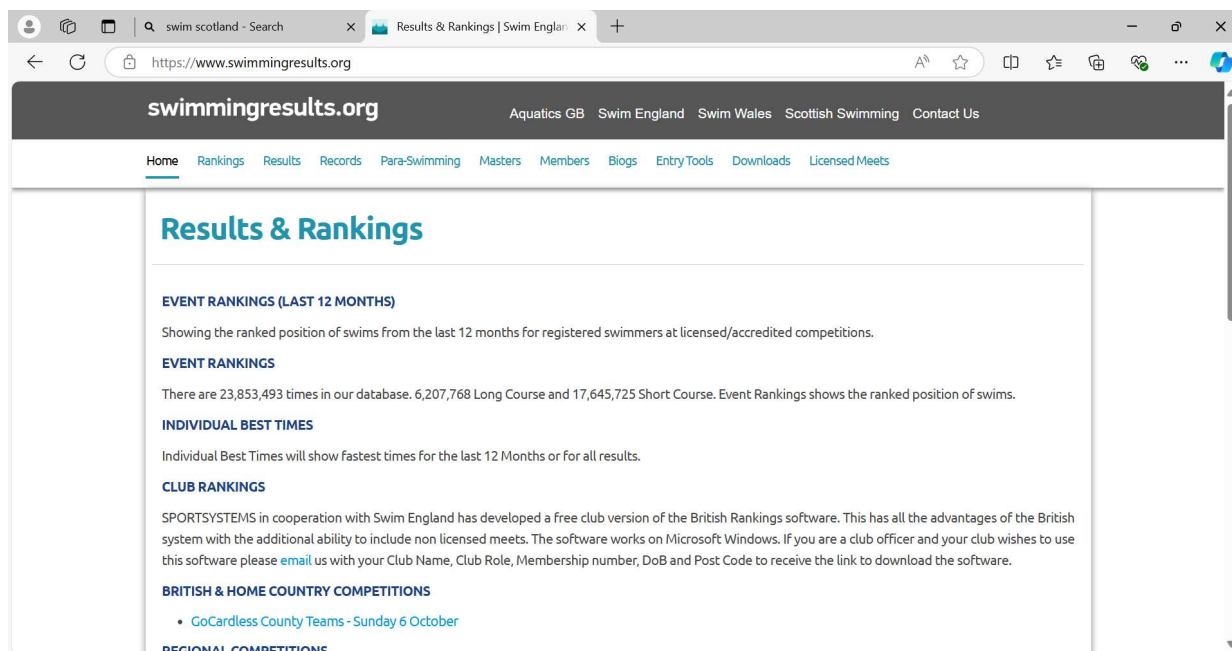 swim scotland - Search
Results & Rankings | Swim Englan
https://www.swimmingresults.org
swimmingresults.org
Aquatics GB Swim England Swim Wales Scottish Swimming Contact Us
Home Rankings Results Records Para-Swimming Masters Members Biogs Entry Tools Downloads Licensed Meets
Results & Rankings
EVENT RANKINGS (LAST 12 MONTHS)
Showing the ranked position of swims from the last 12 months for registered swimmers at licensed/accredited competitions.
EVENT RANKINGS
There are 23,853,493 times in our database. 6,207,768 Long Course and 17,645,725 Short Course. Event Rankings shows the ranked position of swims.
INDIVIDUAL BEST TIMES
Individual Best Times will show fastest times for the last 12 Months or for all results.
CLUB RANKINGS
SPORTSYSTEMS in cooperation with Swim England has developed a free club version of the British Rankings software. This has all the advantages of the British
system with the additional ability to include non licensed meets. The software works on Microsoft Windows. If you are a club officer and your club wishes to use
this software please email us with your Club Name, Club Role, Membership number, DoB and Post Code to receive the link to download the software.
BRITISH & HOME COUNTRY COMPETITIONS
• GoCardless County Teams - Sunday 6 October
REGIONAL COMPETITIONS